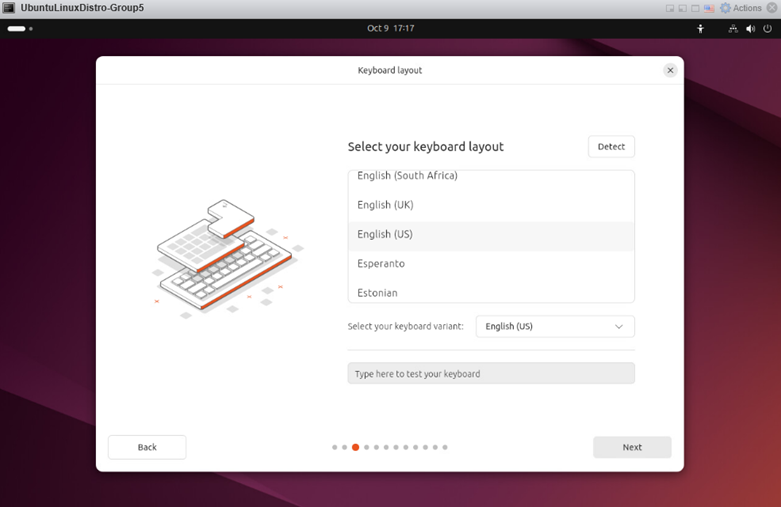 UbuntuLinuxDistro-Group5
Actions
Oct 9 17:17
Keyboard layout
Select your keyboard layout
Detect
English (South Africa)
English (UK)
English (US)
Esperanto
Estonian
Select your keyboard variant:
English (US)
Type here to test your keyboard
Back
Next